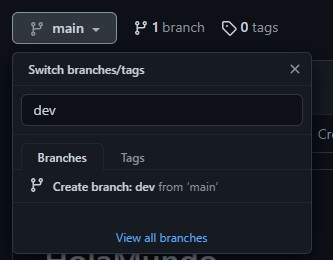 main 1 branch 0 tags
Switch branches/tags
dev
Branches Tags
Create branch: dev from 'main'
View all branches
HolaMundo
Cr